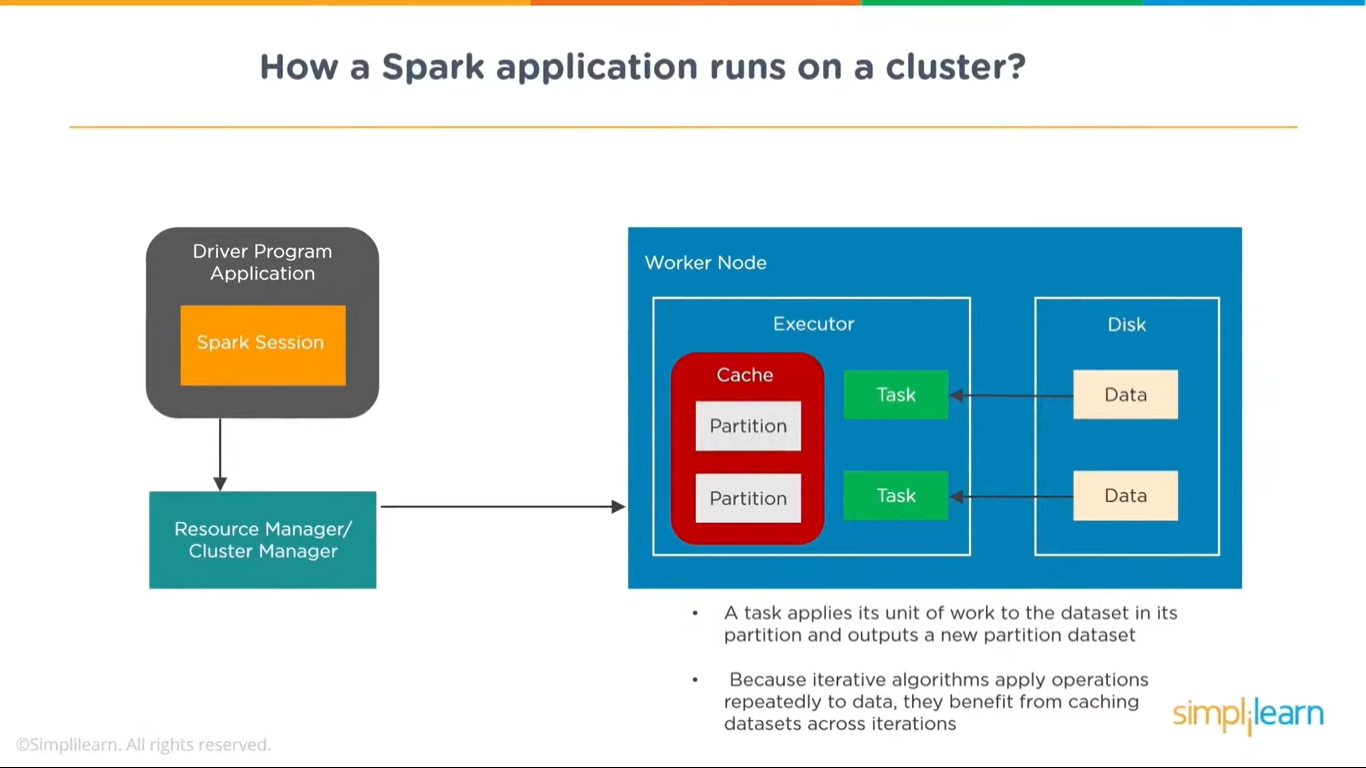 How a Spark application runs on a cluster?
Driver Program
Application
Spark Session
Resource Manager/
Cluster Manager
Worker Node
Executor
Cache
Partition
Partition
Task
Task
Disk
Data
Data
• A task applies its unit of work to the dataset in its
partition and outputs a new partition dataset
• Because iterative algorithms apply operations
repeatedly to data, they benefit from caching
datasets across iterations
simplilearn
©Simplilearn. All rights reserved.